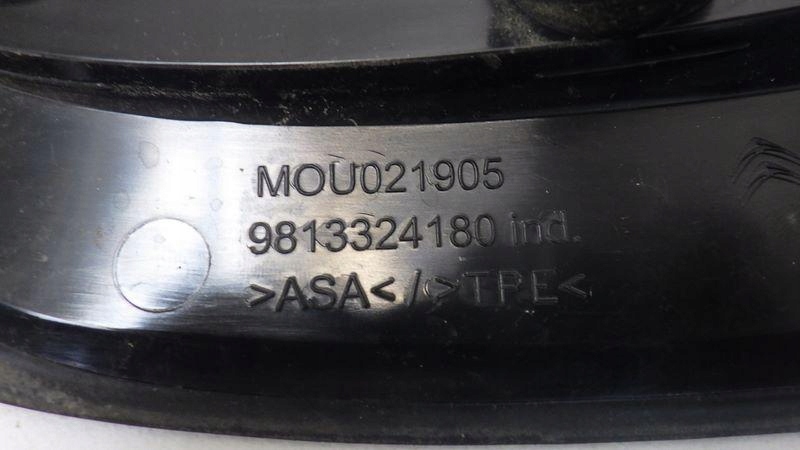 MOU021905
9813324180 ind.
>ASA< / >TPE<